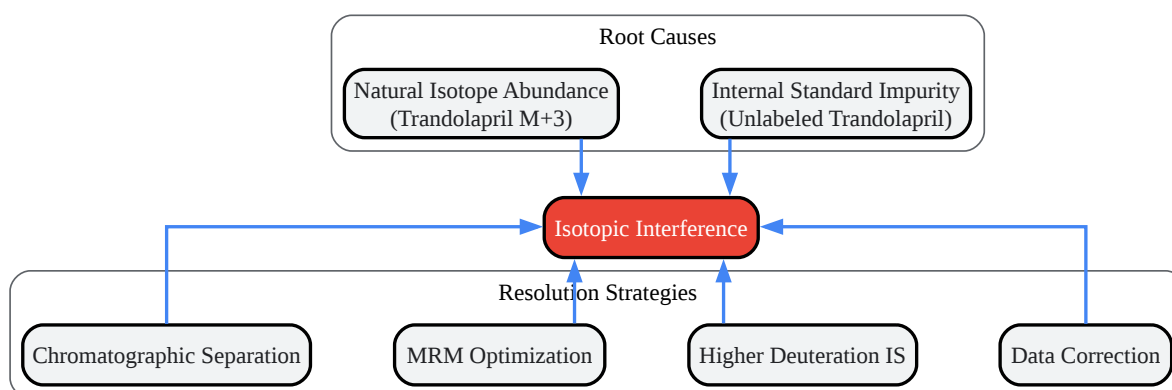 Root Causes
Natural Isotope Abundance
(Trandolapril M+3)
Internal Standard Impurity
(Unlabeled Trandolapril)
Isotopic Interference
Resolution Strategies
Chromatographic Separation
MRM Optimization
Higher Deuteration IS
Data Correction